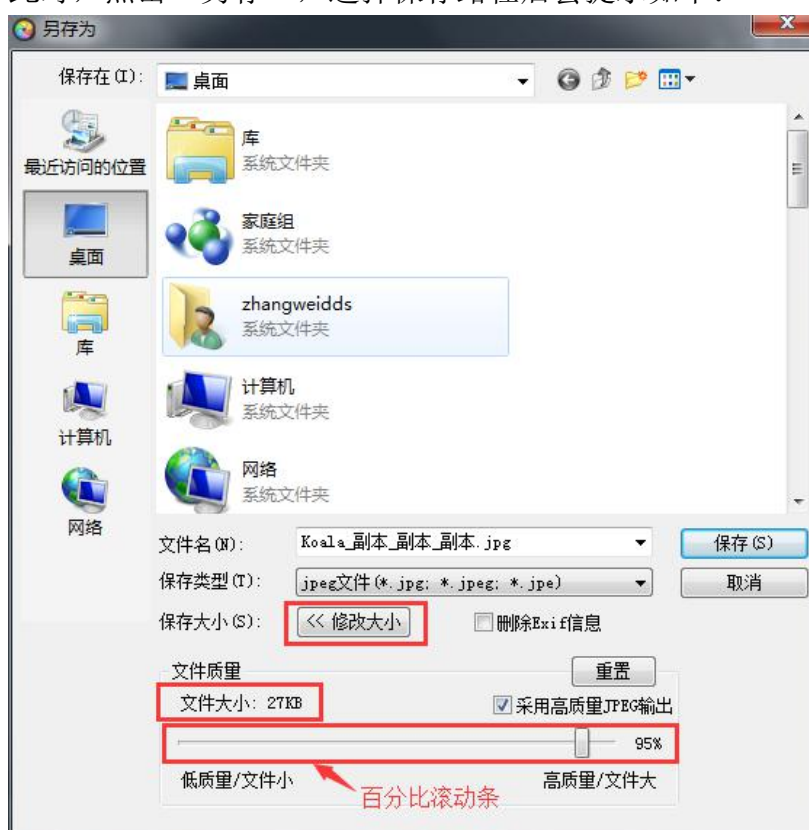 另存为
保存在(I): 桌面
最近访问的位置
桌面
库
计算机
网络
库
系统文件夹
家庭组
系统文件夹
zhangweidds
系统文件夹
计算机
系统文件夹
网络
系统文件夹
文件名(N): Koala_副本_副本_副本.jpg 保存(S)
保存类型(T): jpeg文件(*.jpg; *.jpeg; *.jpe) 取消
保存大小(S): << 修改大小 删除Exif信息
文件质量 重置
文件大小: 27KB 采用高质量JPEG输出
95%
低质量/文件小 高质量/文件大
百分比滚动条